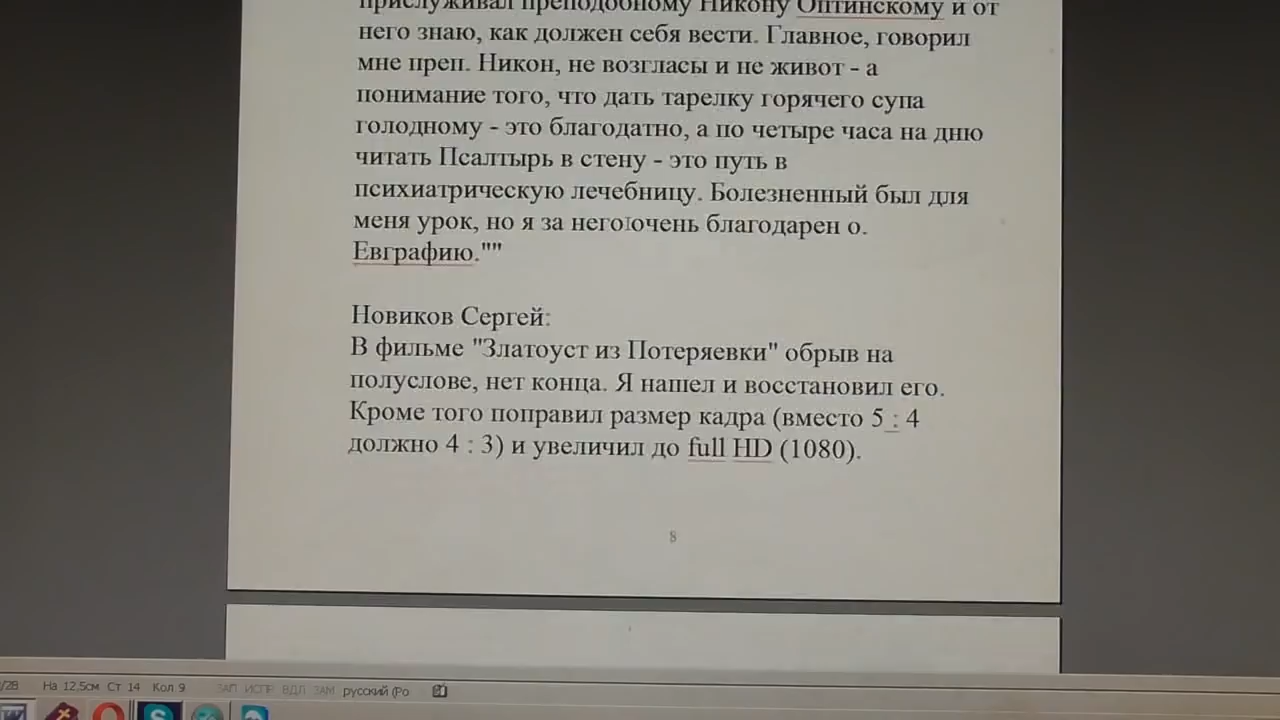 прислуживал преподобному Никону Оптинскому и от
него знаю, как должен себя вести. Главное, говорил
мне преп. Никон, не возгласы и не живот - а
понимание того, что дать тарелку горячего супа
голодному - это благодатно, а по четыре часа на дню
читать Псалтырь в стену - это путь в
психиатрическую лечебницу. Болезненный был для
меня урок, но я за него очень благодарен о.
Евграфию.""
Новиков Сергей:
В фильме "Златоуст из Потеряевки" обрыв на
полуслове, нет конца. Я нашел и восстановил его.
Кроме того поправил размер кадра (вместо 5 : 4
должно 4 : 3) и увеличил до full HD (1080).
8
/28 На 12,5см Ст 14 Кол 9 ЗАП ИСПР ВДЛ ЗАМ русский (Ро